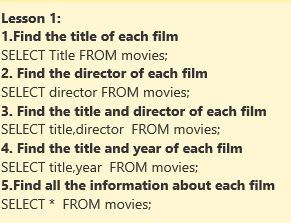 Lesson 1:
1.Find the title of each film
SELECT Title FROM movies;
2. Find the director of each film
SELECT director FROM movies;
3. Find the title and director of each film
SELECT title,director  FROM movies;
4. Find the title and year of each film
SELECT title,year  FROM movies;
5.Find all the information about each film
SELECT *  FROM movies;